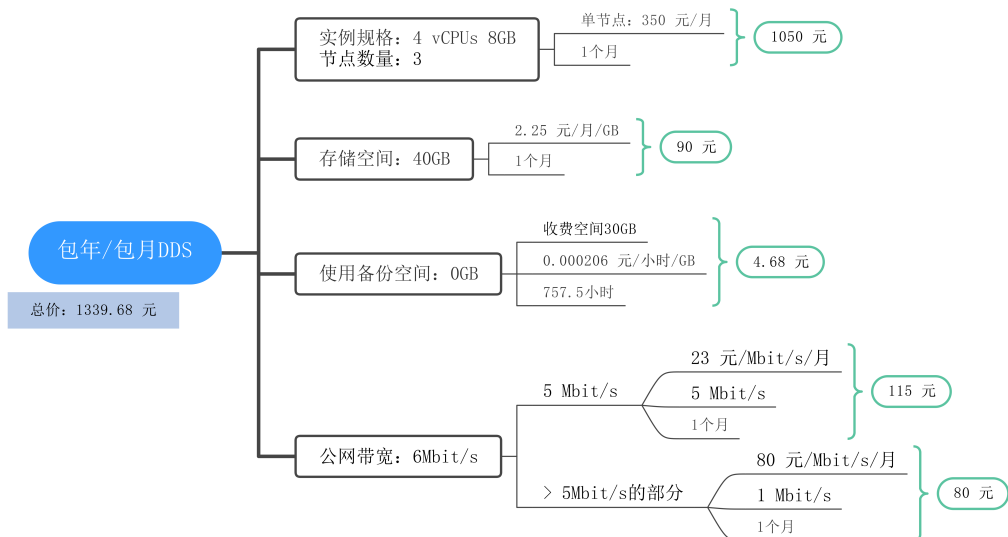 包年/包月DDS
总价: 1339.68 元
实例规格: 4 vCPUs 8GB
节点数量: 3
单节点: 350 元/月
1个月
1050 元
存储空间: 40GB
2.25 元/月/GB
1个月
90 元
使用备份空间: 0GB
收费空间30GB
0.000206 元/小时/GB
757.5小时
4.68 元
公网带宽: 6Mbit/s
5 Mbit/s
23 元/Mbit/s/月
5 Mbit/s
1个月
115 元
> 5Mbit/s的部分
80 元/Mbit/s/月
1 Mbit/s
1个月
80 元